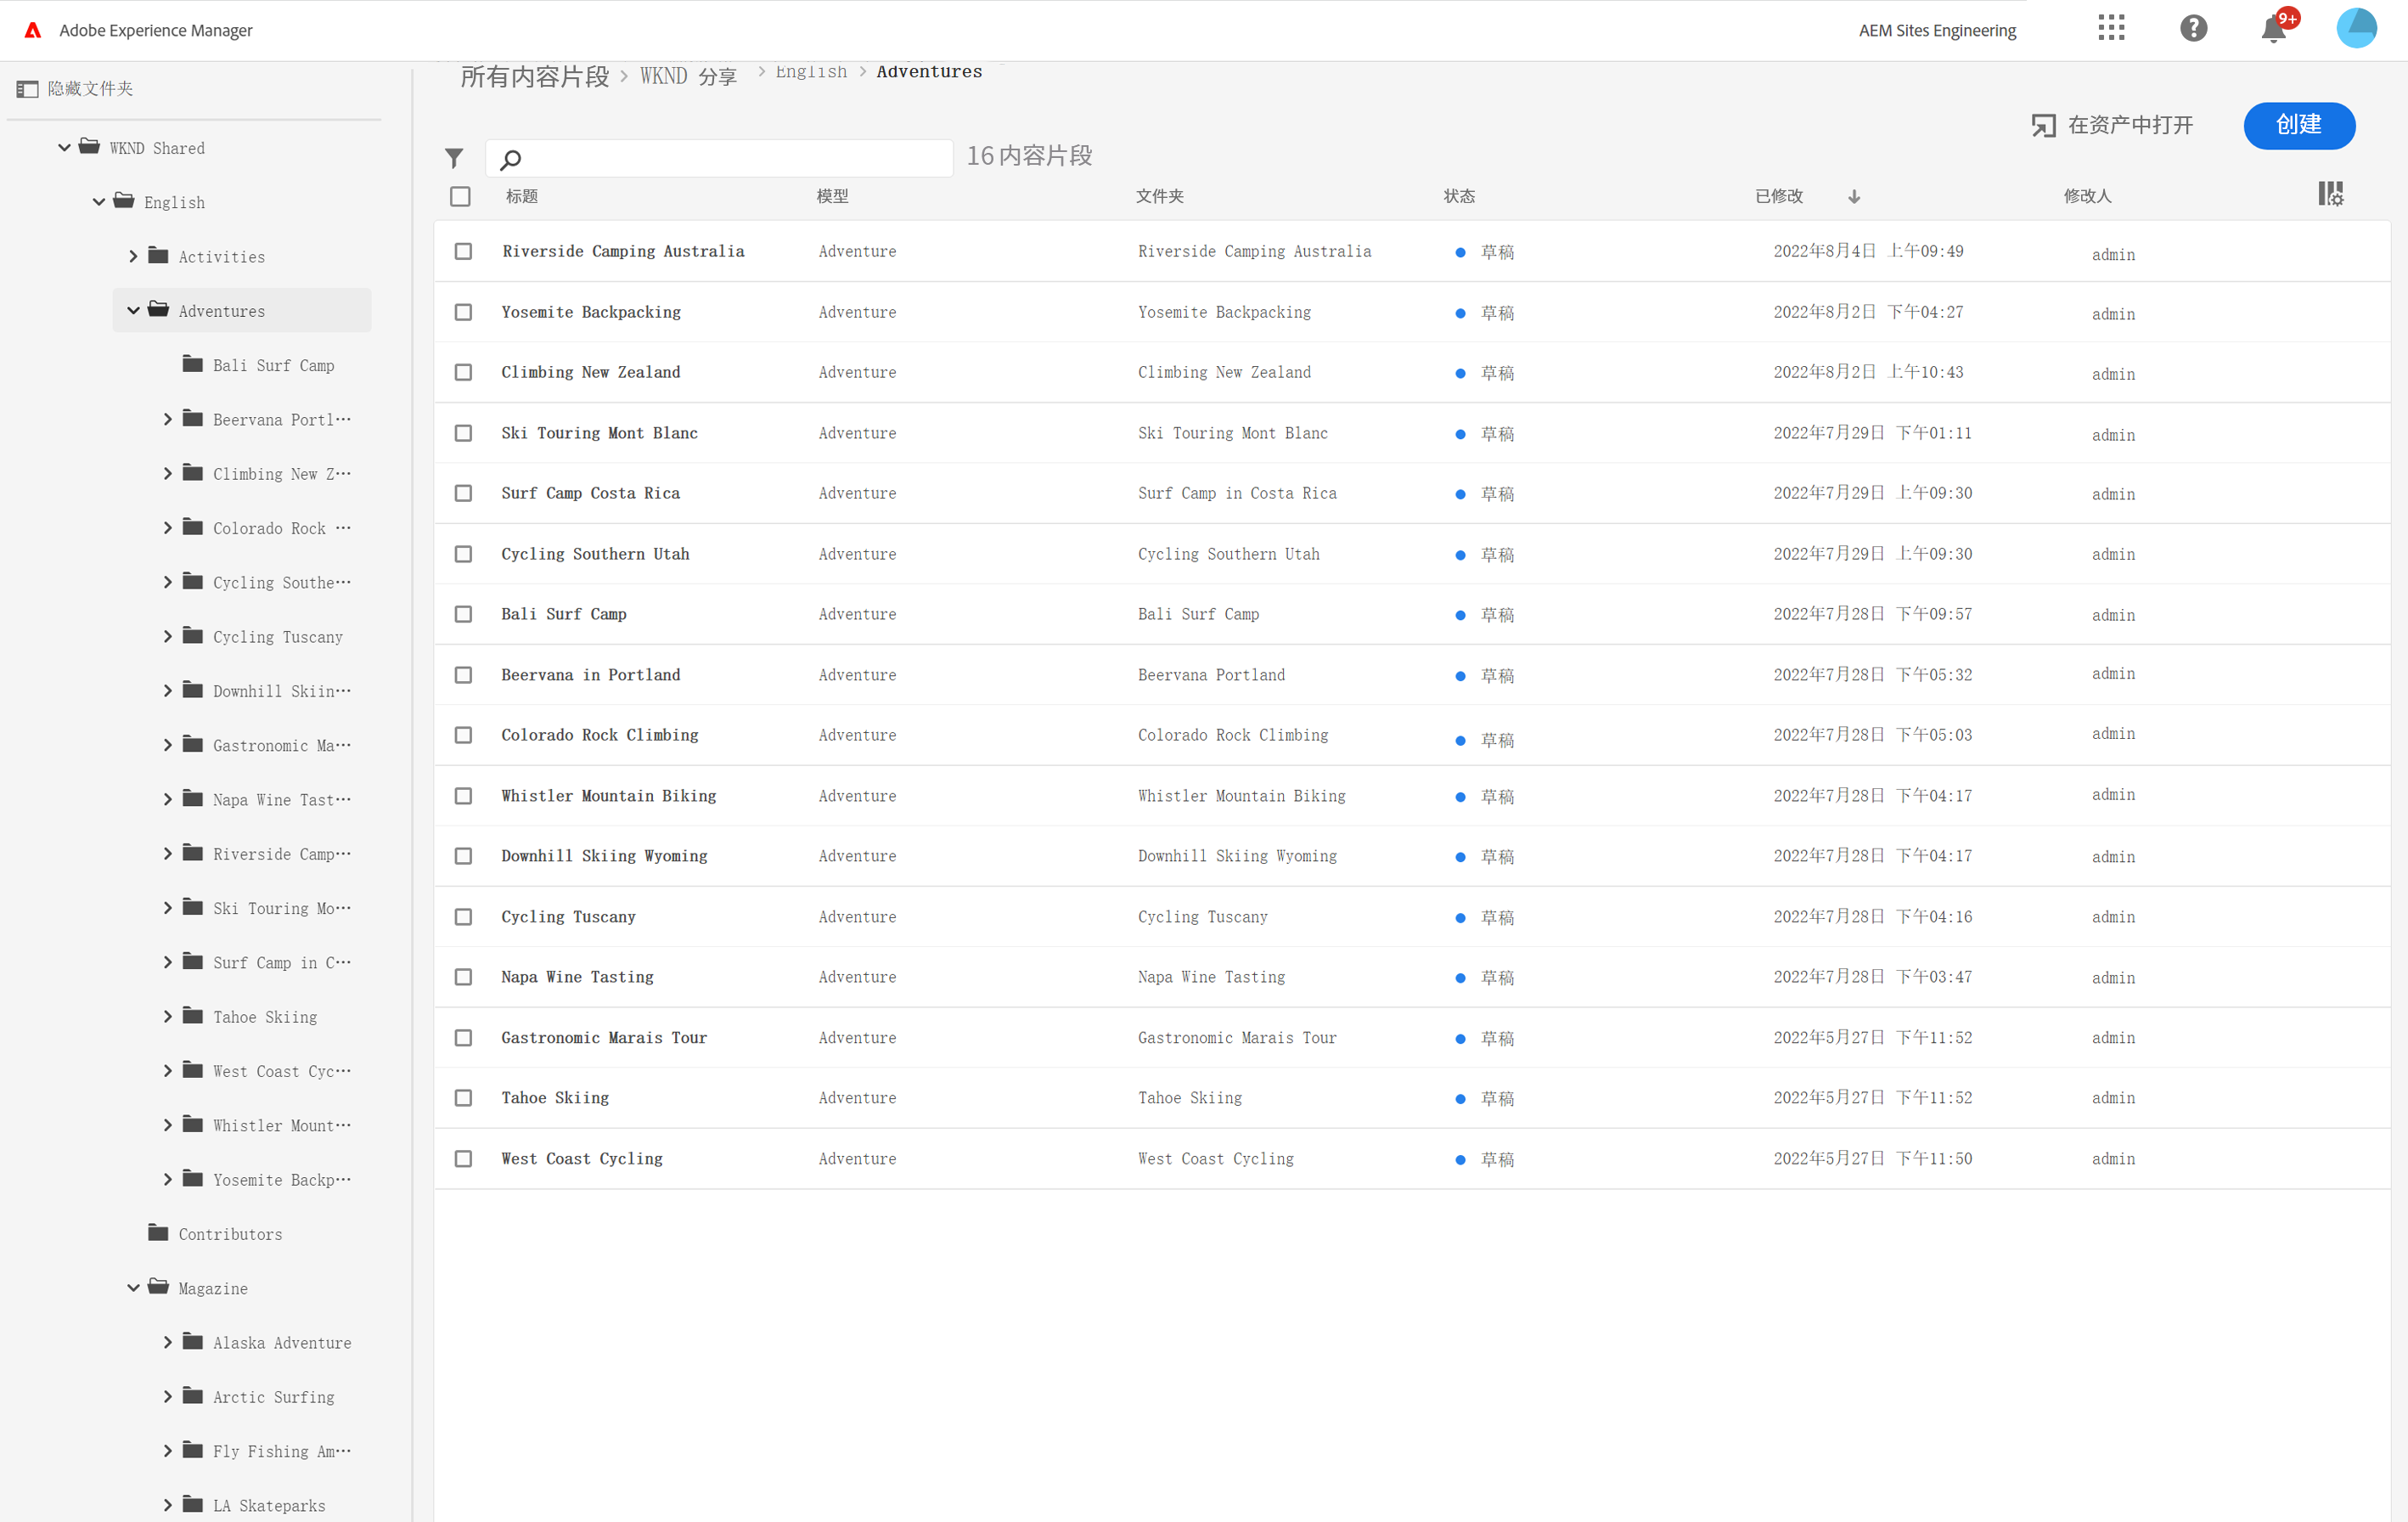 Adobe Experience Manager
AEM Sites Engineering
9+
隐藏文件夹
所有内容片段 > WKND 分享 > English > Adventures
在资产中打开
创建
16 内容片段
标题 模型 文件夹 状态 已修改 修改人
WKND Shared
English
Activities
Adventures
Bali Surf Camp
Beervana Portl…
Climbing New Z…
Colorado Rock …
Cycling Southe…
Cycling Tuscany
Downhill Skiin…
Gastronomic Ma…
Napa Wine Tast…
Riverside Camp…
Ski Touring Mo…
Surf Camp in C…
Tahoe Skiing
West Coast Cyc…
Whistler Mount…
Yosemite Backp…
Contributors
Magazine
Alaska Adventure
Arctic Surfing
Fly Fishing Am…
LA Skateparks
Riverside Camping Australia Adventure Riverside Camping Australia 草稿 2022年8月4日 上午09:49 admin
Yosemite Backpacking Adventure Yosemite Backpacking 草稿 2022年8月2日 下午04:27 admin
Climbing New Zealand Adventure Climbing New Zealand 草稿 2022年8月2日 上午10:43 admin
Ski Touring Mont Blanc Adventure Ski Touring Mont Blanc 草稿 2022年7月29日 下午01:11 admin
Surf Camp Costa Rica Adventure Surf Camp in Costa Rica 草稿 2022年7月29日 上午09:30 admin
Cycling Southern Utah Adventure Cycling Southern Utah 草稿 2022年7月29日 上午09:30 admin
Bali Surf Camp Adventure Bali Surf Camp 草稿 2022年7月28日 下午09:57 admin
Beervana in Portland Adventure Beervana Portland 草稿 2022年7月28日 下午05:32 admin
Colorado Rock Climbing Adventure Colorado Rock Climbing 草稿 2022年7月28日 下午05:03 admin
Whistler Mountain Biking Adventure Whistler Mountain Biking 草稿 2022年7月28日 下午04:17 admin
Downhill Skiing Wyoming Adventure Downhill Skiing Wyoming 草稿 2022年7月28日 下午04:17 admin
Cycling Tuscany Adventure Cycling Tuscany 草稿 2022年7月28日 下午04:16 admin
Napa Wine Tasting Adventure Napa Wine Tasting 草稿 2022年7月28日 下午03:47 admin
Gastronomic Marais Tour Adventure Gastronomic Marais Tour 草稿 2022年5月27日 下午11:52 admin
Tahoe Skiing Adventure Tahoe Skiing 草稿 2022年5月27日 下午11:52 admin
West Coast Cycling Adventure West Coast Cycling 草稿 2022年5月27日 下午11:50 admin